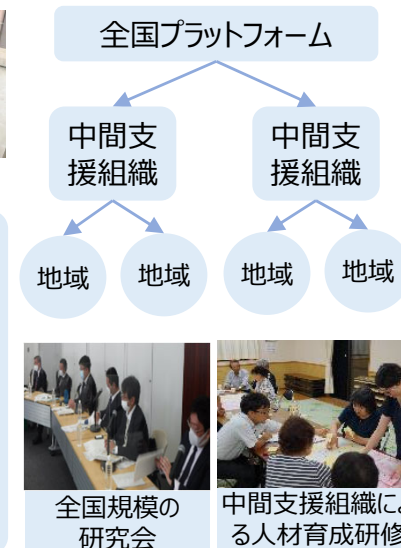 全国プラットフォーム
中間支
援組織
中間支
援組織
地域
地域
地域
地域
全国規模の
研究会
中間支援組織によ
る人材育成研修